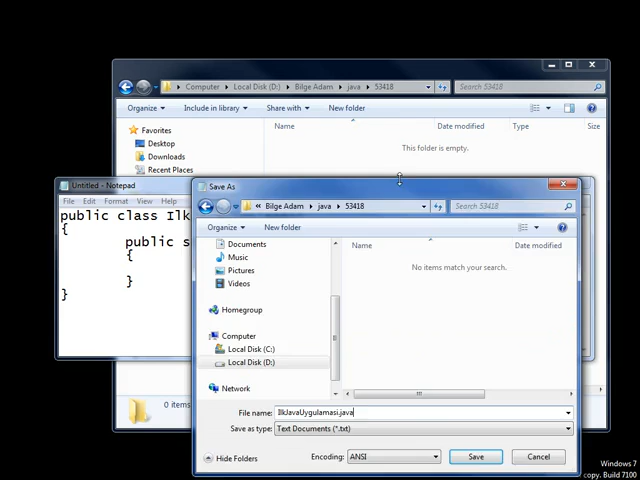 Computer ▸ Local Disk (D:) ▸ Bilge Adam ▸ java ▸ 53418
Search 53418
Organize Include in library Share with New folder
Favorites
Desktop
Downloads
Recent Places
Name Date modified Type Size
This folder is empty.
0 items
Untitled - Notepad
File Edit Format View Help
public class Ilk
{
public s
{
}
}
Save As
« Bilge Adam ▸ java ▸ 53418
Search 53418
Organize New folder
Documents
Music
Pictures
Videos
Homegroup
Computer
Local Disk (C:)
Local Disk (D:)
Network
Name Date modified
No items match your search.
File name: IlkJavaUygulamasi.java
Save as type: Text Documents (*.txt)
Hide Folders
Encoding: ANSI
Save Cancel
Windows 7
copy. Build 7100